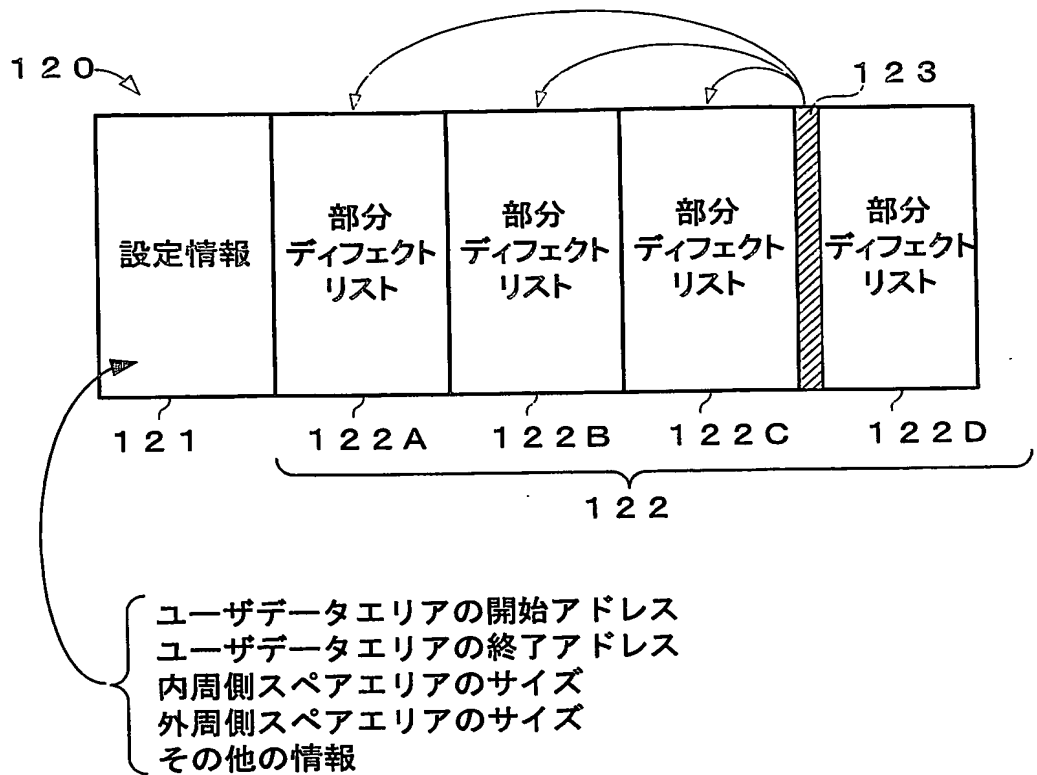 120
123
設定情報
部分
ディフェクト
リスト
部分
ディフェクト
リスト
部分
ディフェクト
リスト
部分
ディフェクト
リスト
121
122A
122B
122C
122D
122
ユーザデータエリアの開始アドレス
ユーザデータエリアの終了アドレス
内周側スペアエリアのサイズ
外周側スペアエリアのサイズ
その他の情報